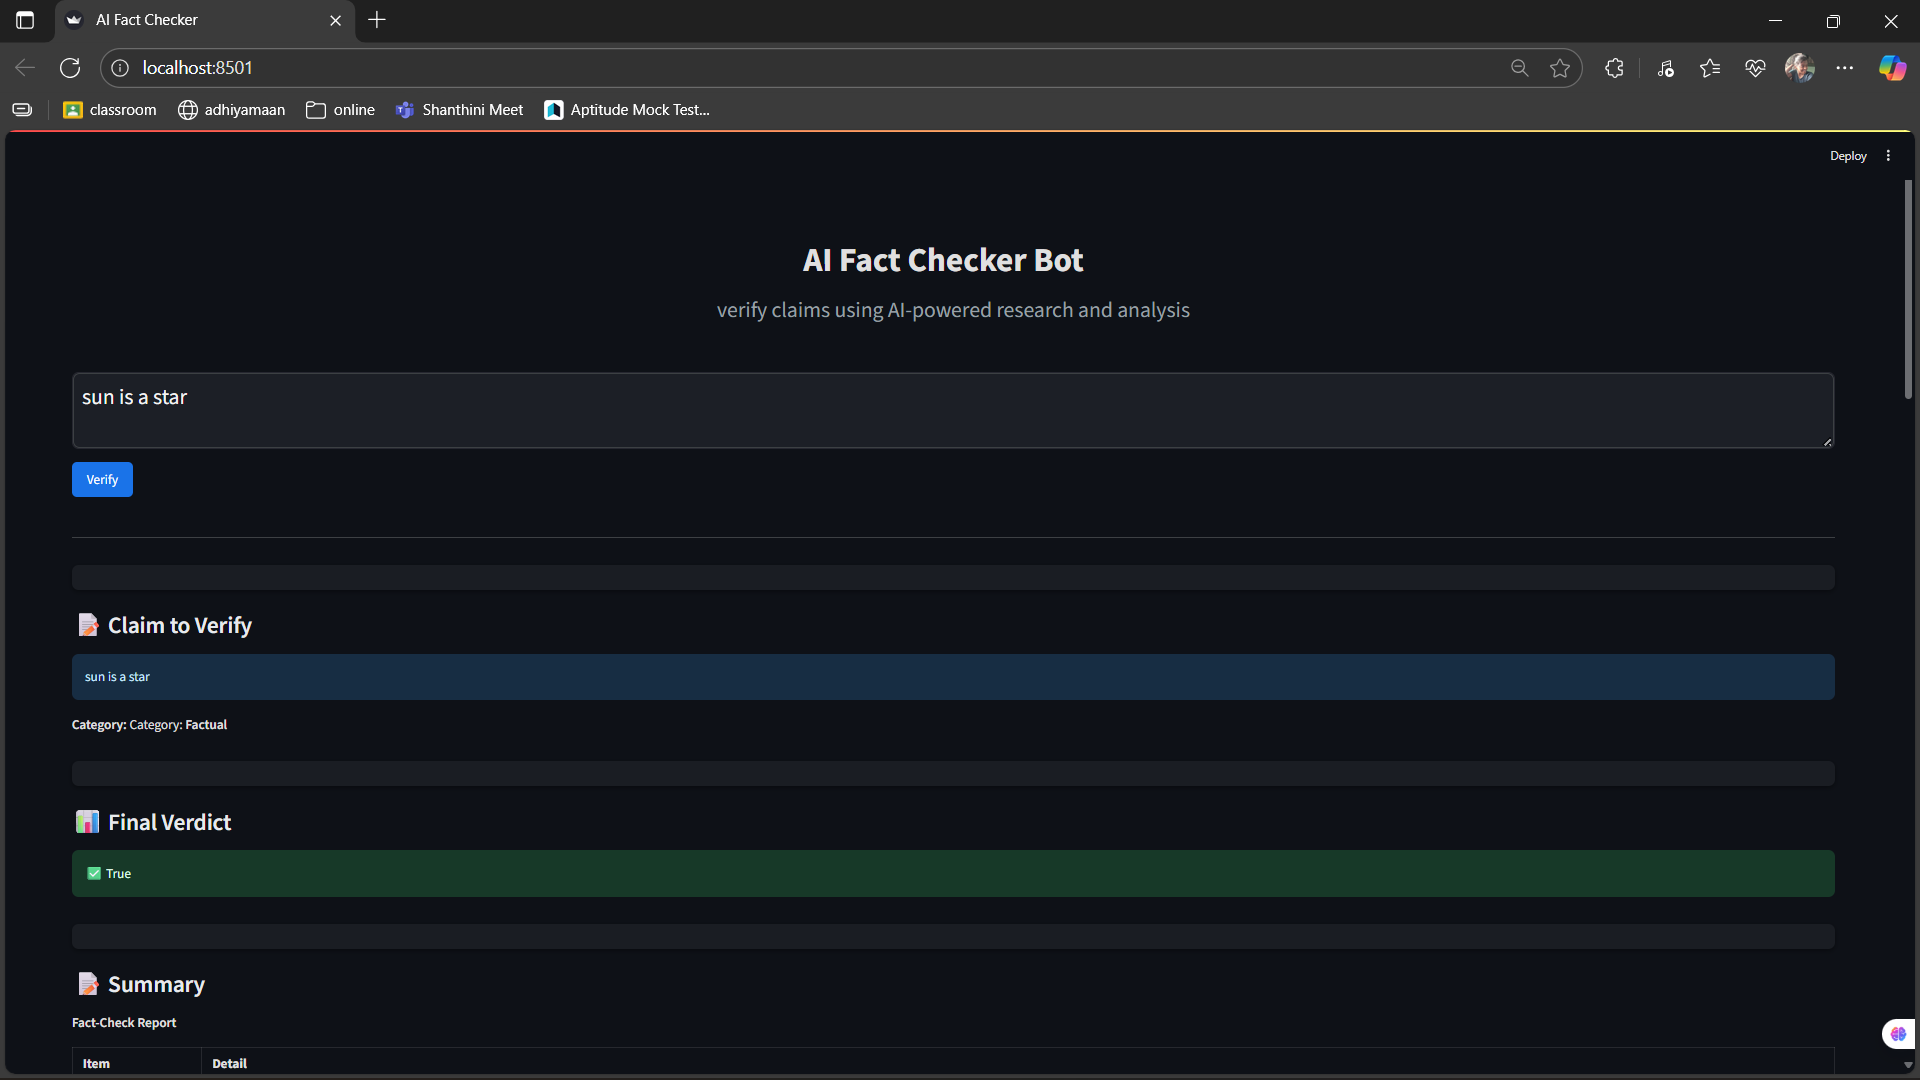 AI Fact Checker
localhost:8501
classroom adhiyamaan online Shanthini Meet Aptitude Mock Test...
Deploy
AI Fact Checker Bot
verify claims using AI-powered research and analysis
sun is a star
Verify
📝 Claim to Verify
sun is a star
Category: Category: Factual
📊 Final Verdict
✅ True
📝 Summary
Fact-Check Report
Item Detail